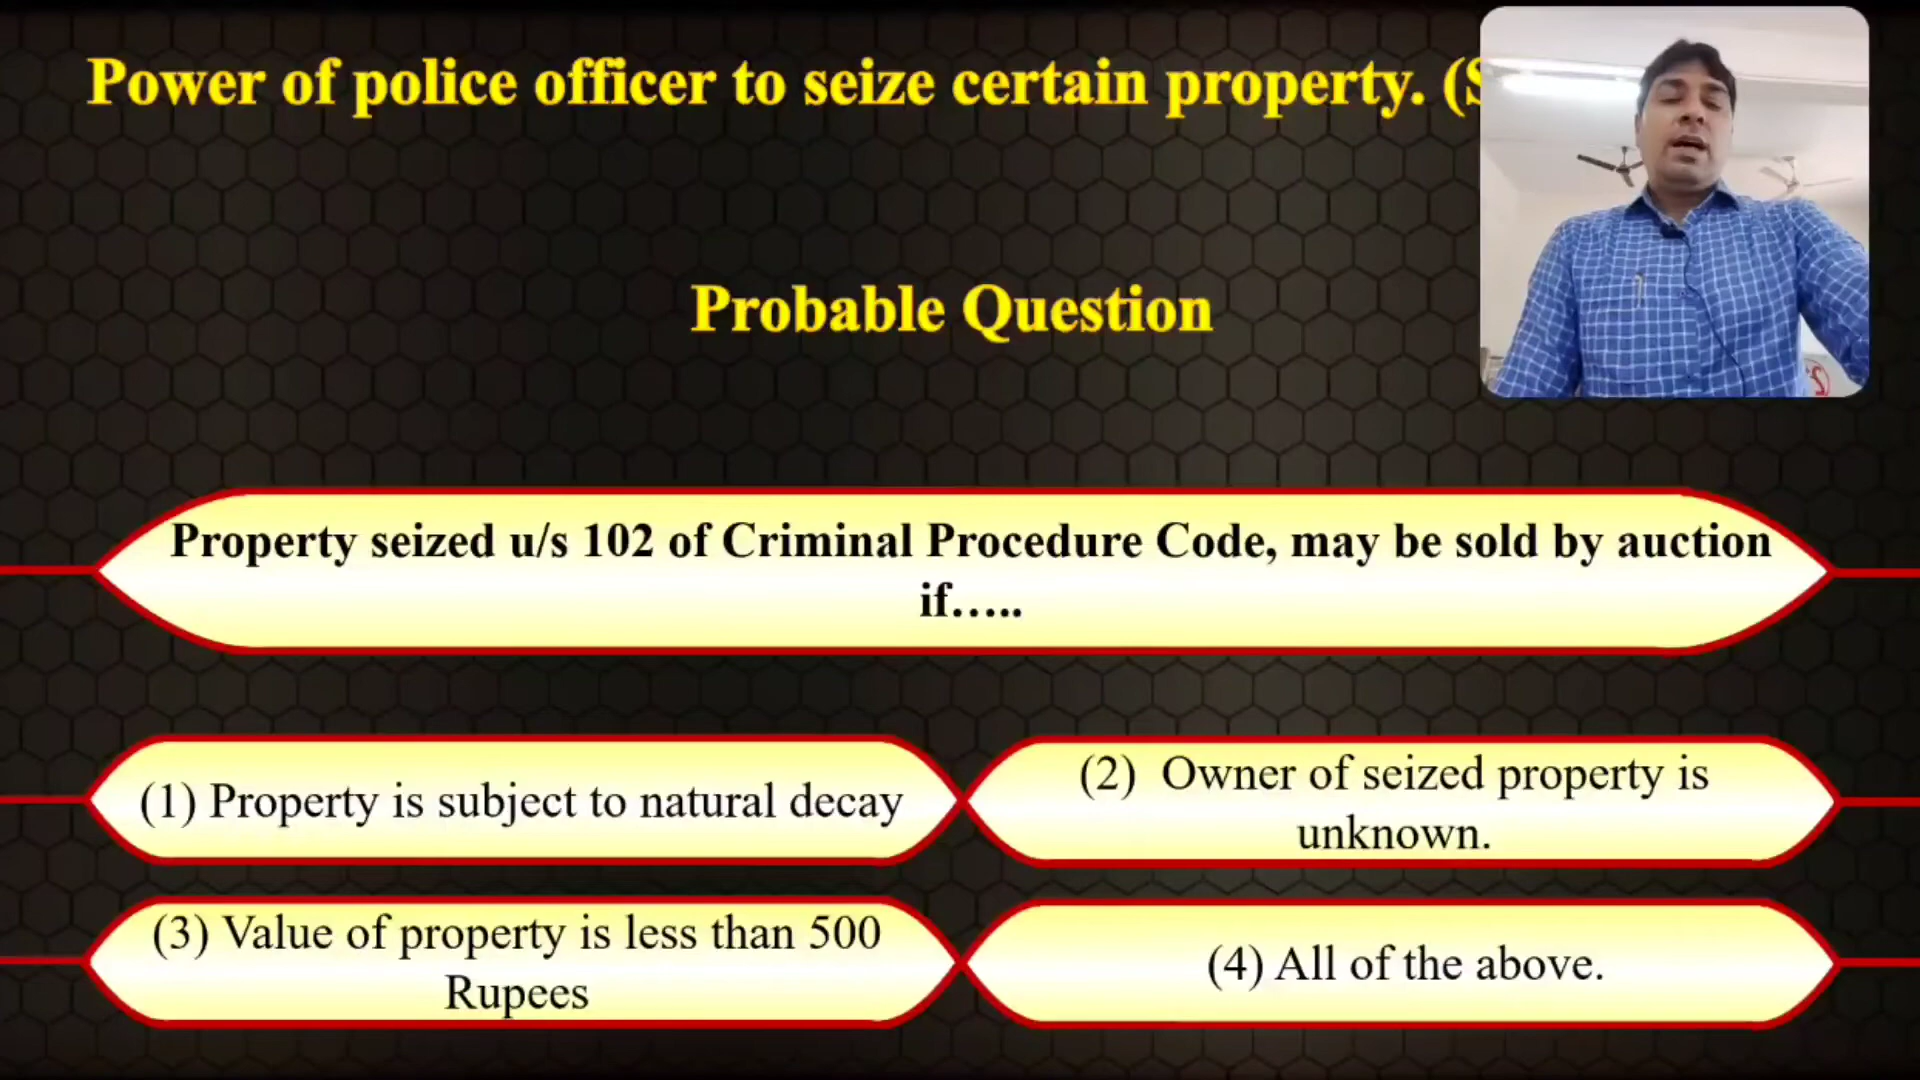 Power of police officer to seize certain property. (S
Probable Question
Property seized u/s 102 of Criminal Procedure Code, may be sold by auction
if.....
(1) Property is subject to natural decay
(2) Owner of seized property is
unknown.
(3) Value of property is less than 500
Rupees
(4) All of the above.